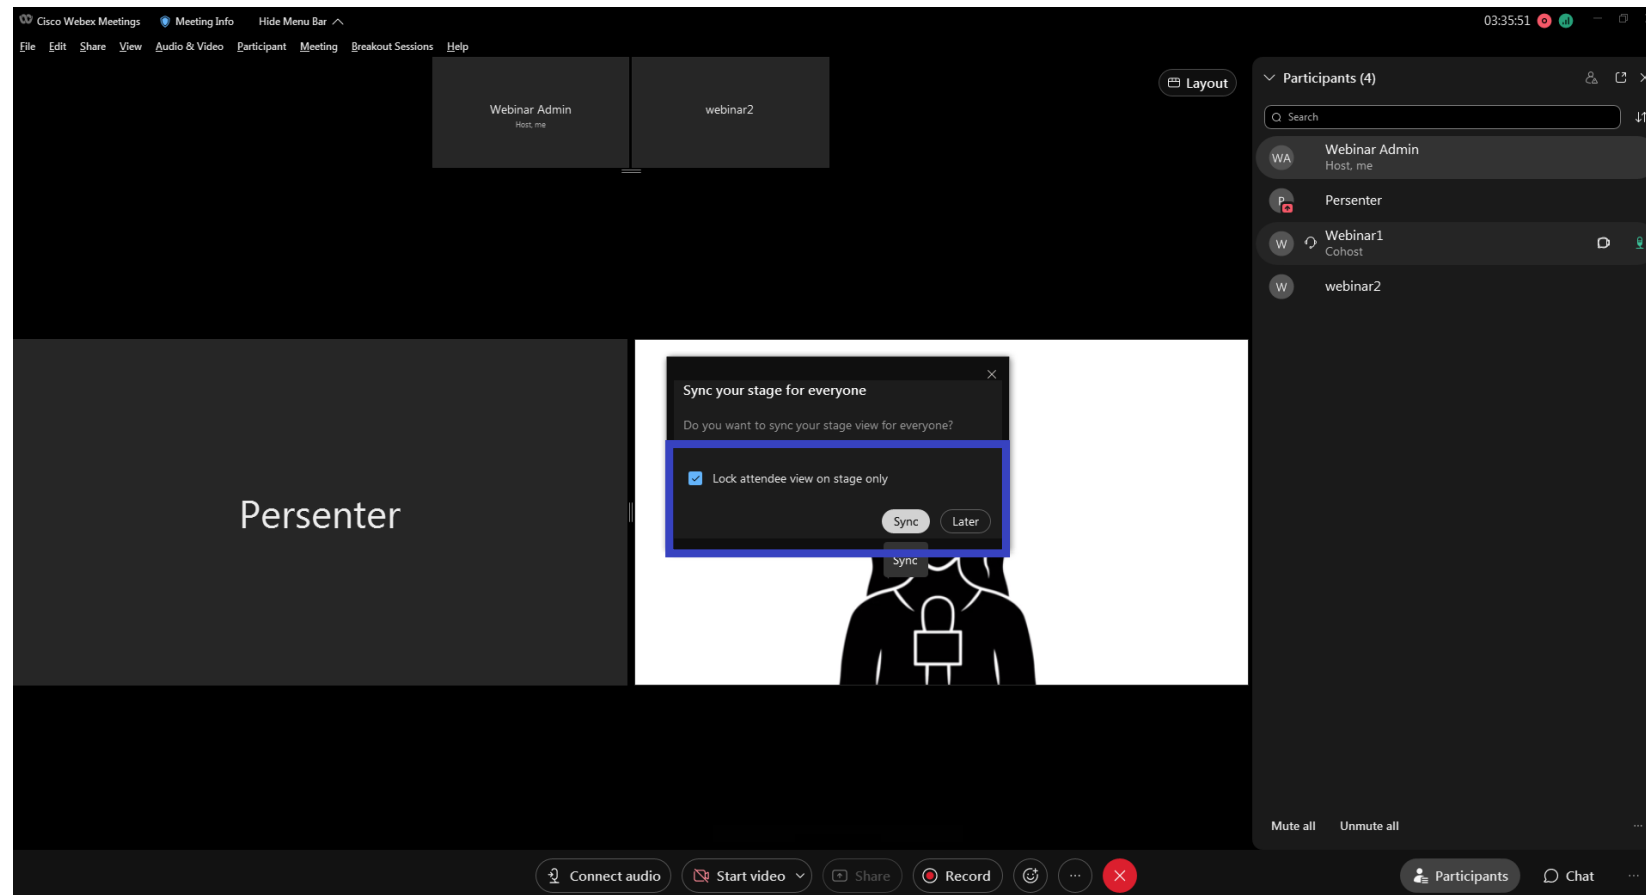 Cisco Webex Meetings Meeting Info Hide Menu Bar 03:35:51
File Edit Share View Audio & Video Participant Meeting Breakout Sessions Help
Webinar Admin
Host, me
webinar2
Layout
Participants (4)
Search
WA Webinar Admin
Host, me
P Persenter
W Webinar1
Cohost
W webinar2
Persenter
Sync your stage for everyone
Do you want to sync your stage view for everyone?
Lock attendee view on stage only
Sync Later
Sync
Mute all Unmute all
Connect audio Start video Share Record Participants Chat